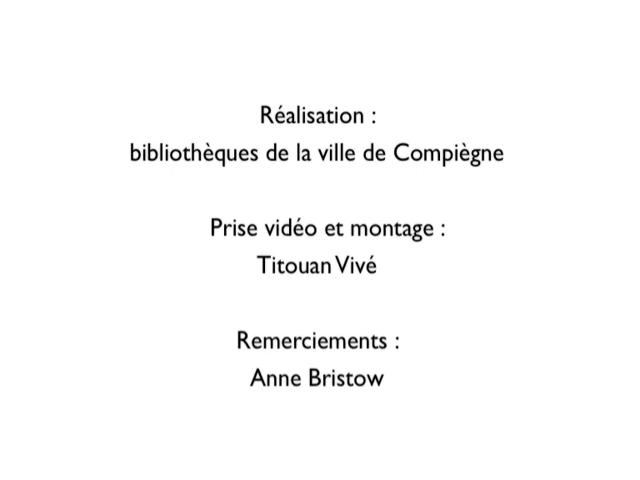 Réalisation :
bibliothèques de la ville de Compiègne
Prise vidéo et montage :
Titouan Vivé
Remerciements :
Anne Bristow